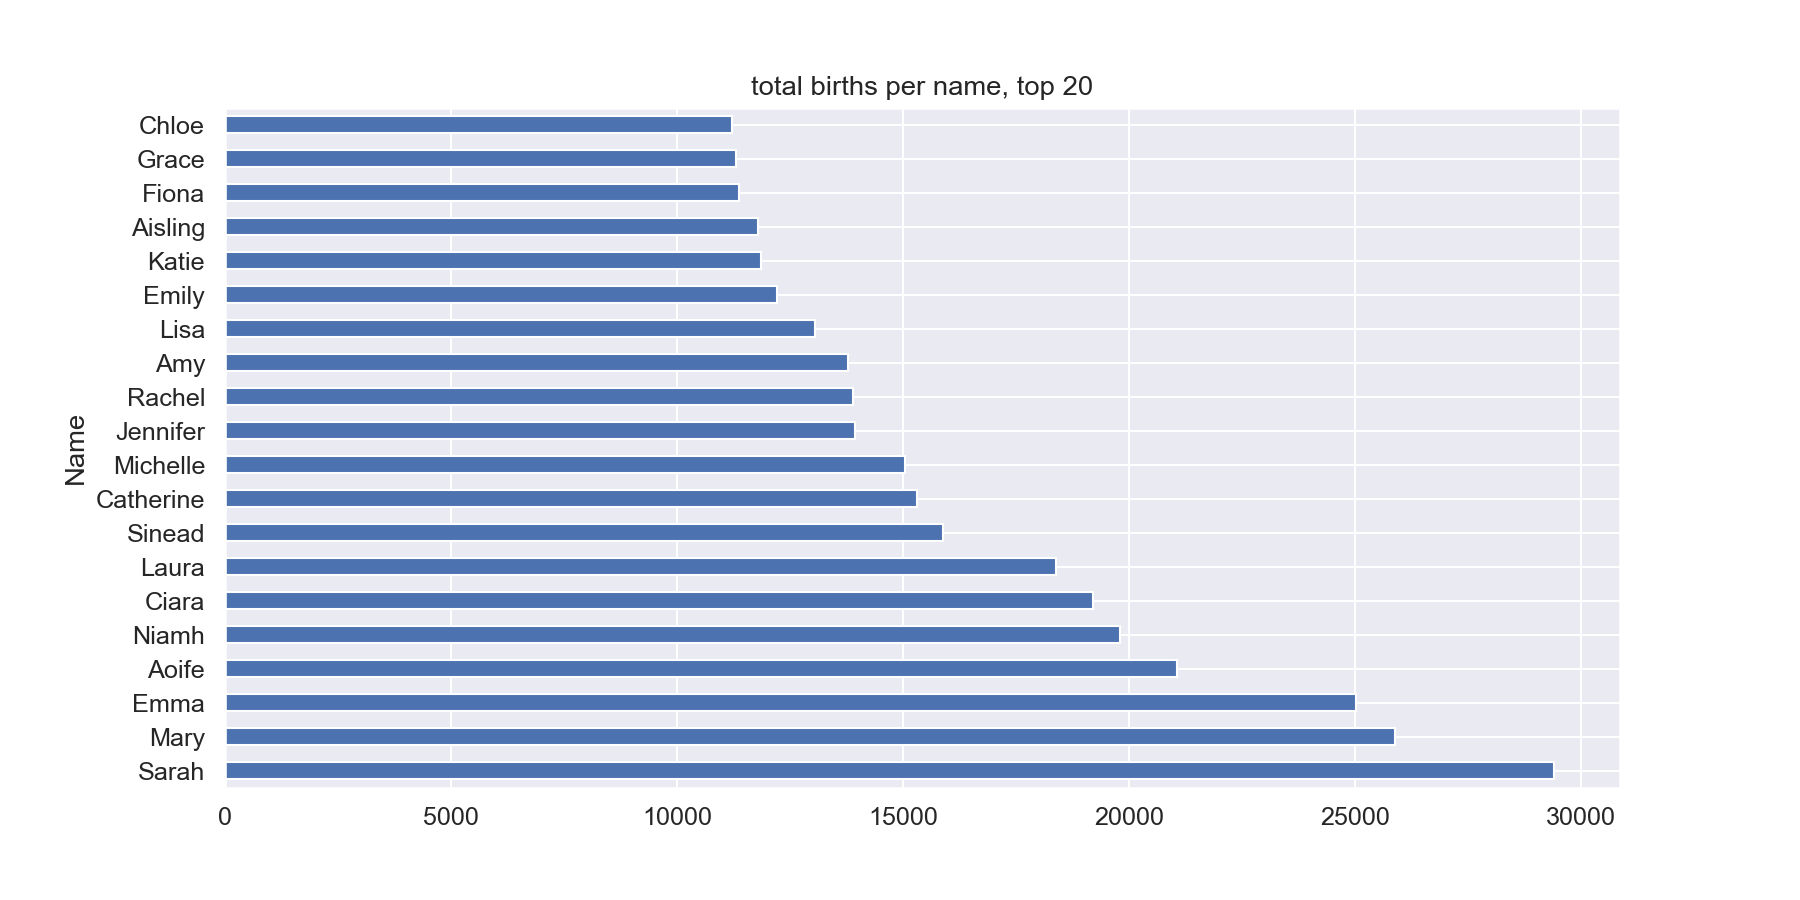 total births per name, top 20
Chloe
Grace
Fiona
Aisling
Katie
Emily
Lisa
Amy
Rachel
Jennifer
Michelle
Catherine
Sinead
Laura
Ciara
Niamh
Aoife
Emma
Mary
Sarah
Name
0 5000 10000 15000 20000 25000 30000